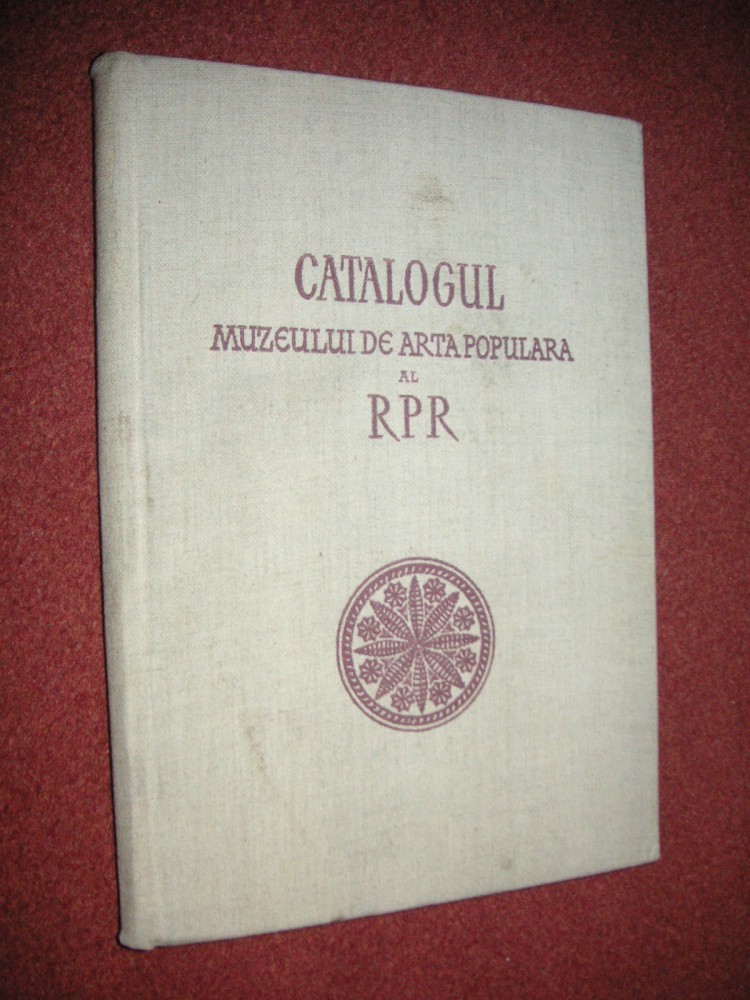 CATALOGUL
MUZEULUI DE ARTA POPULARA
AL
RPR